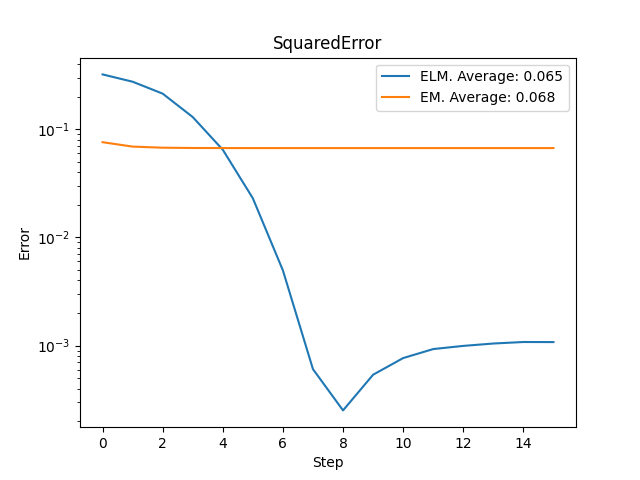 SquaredError
ELM. Average: 0.065
EM. Average: 0.068
10⁻¹
10⁻²
10⁻³
Error
0 2 4 6 8 10 12 14
Step